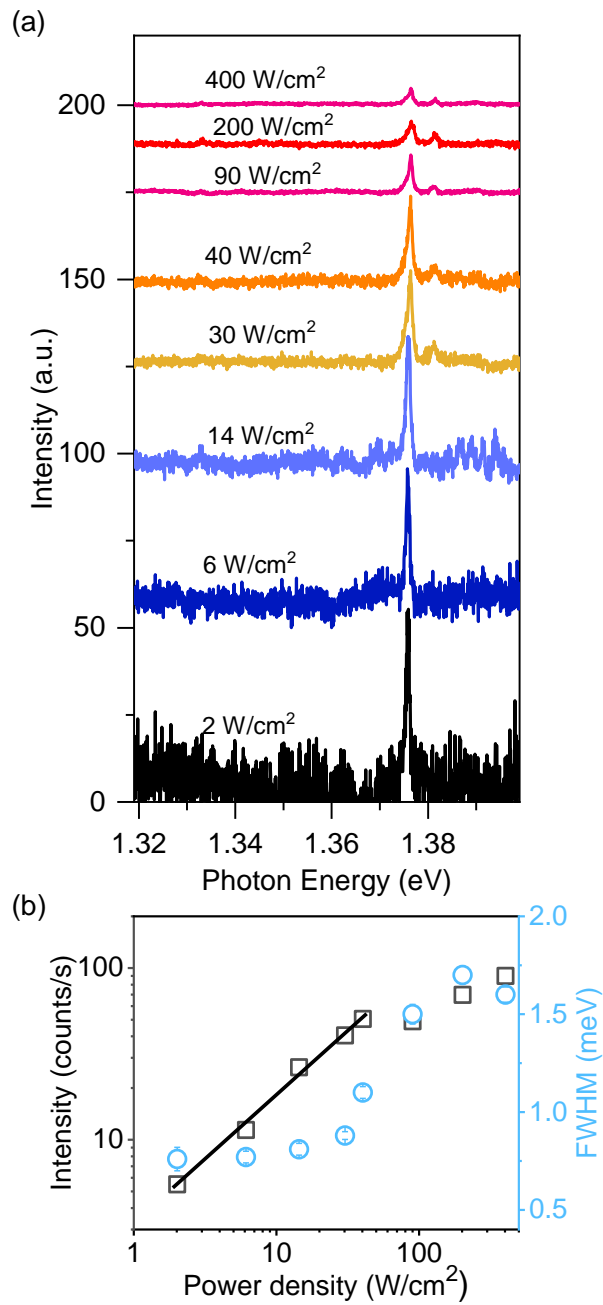 (a)
400 W/cm²
200 W/cm²
90 W/cm²
40 W/cm²
30 W/cm²
14 W/cm²
6 W/cm²
2 W/cm²
200
150
100
50
0
Intensity (a.u.)
1.32 1.34 1.36 1.38
Photon Energy (eV)
(b)
100
10
Intensity (counts/s)
2.0
1.5
1.0
0.5
FWHM (meV)
1 10 100
Power density (W/cm²)